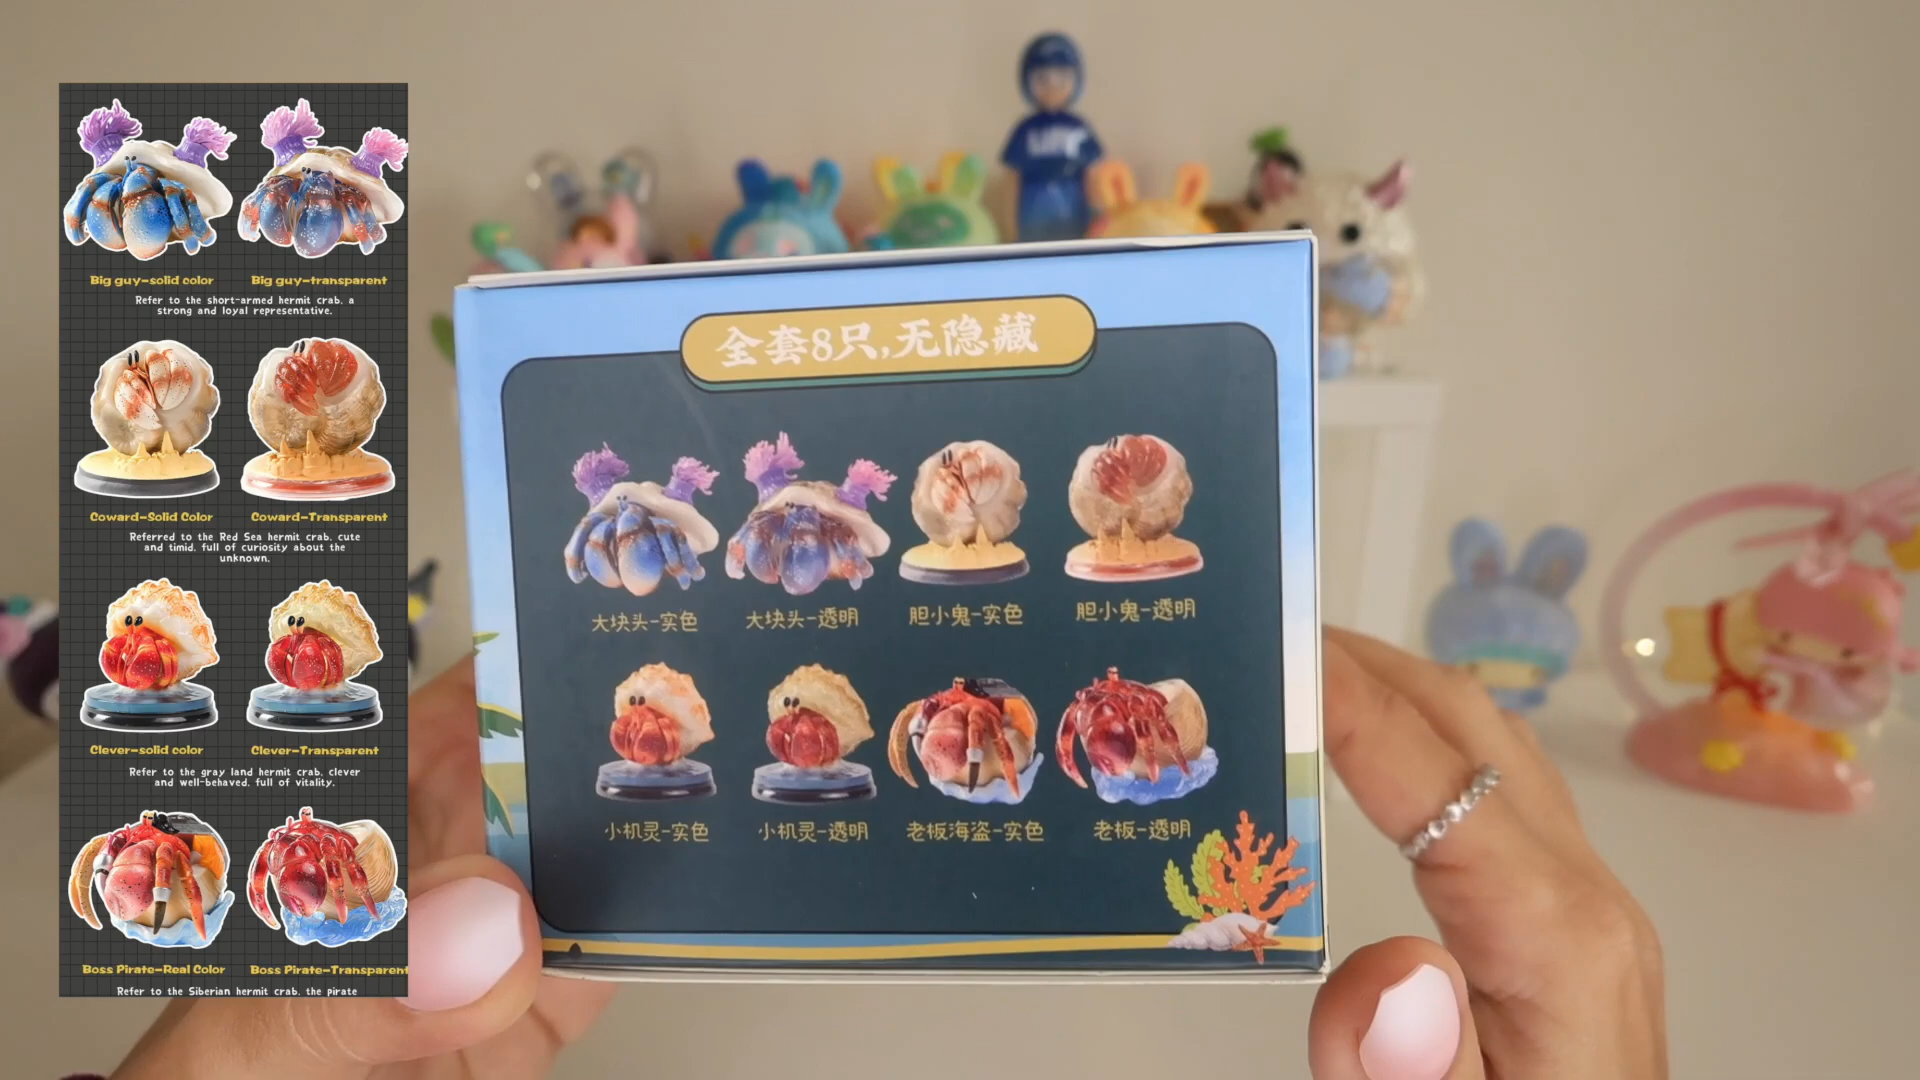 Big guy-solid color
Big guy-transparent
Refer to the short-armed hermit crab. a
strong and loyal representative.
Coward-Solid Color
Coward-Transparent
Referred to the Red Sea hermit crab. cute
and timid. full of curiosity about the
unknown.
Clever-solid color
Clever-Transparent
Refer to the gray land hermit crab. clever
and well-behaved. full of vitality.
Boss Pirate-Real Color
Boss Pirate-Transparent
Refer to the Siberian hermit crab. the pirate
全套8只,无隐藏
大块头-实色
大块头-透明
胆小鬼-实色
胆小鬼-透明
小机灵-实色
小机灵-透明
老板海盗-实色
老板-透明